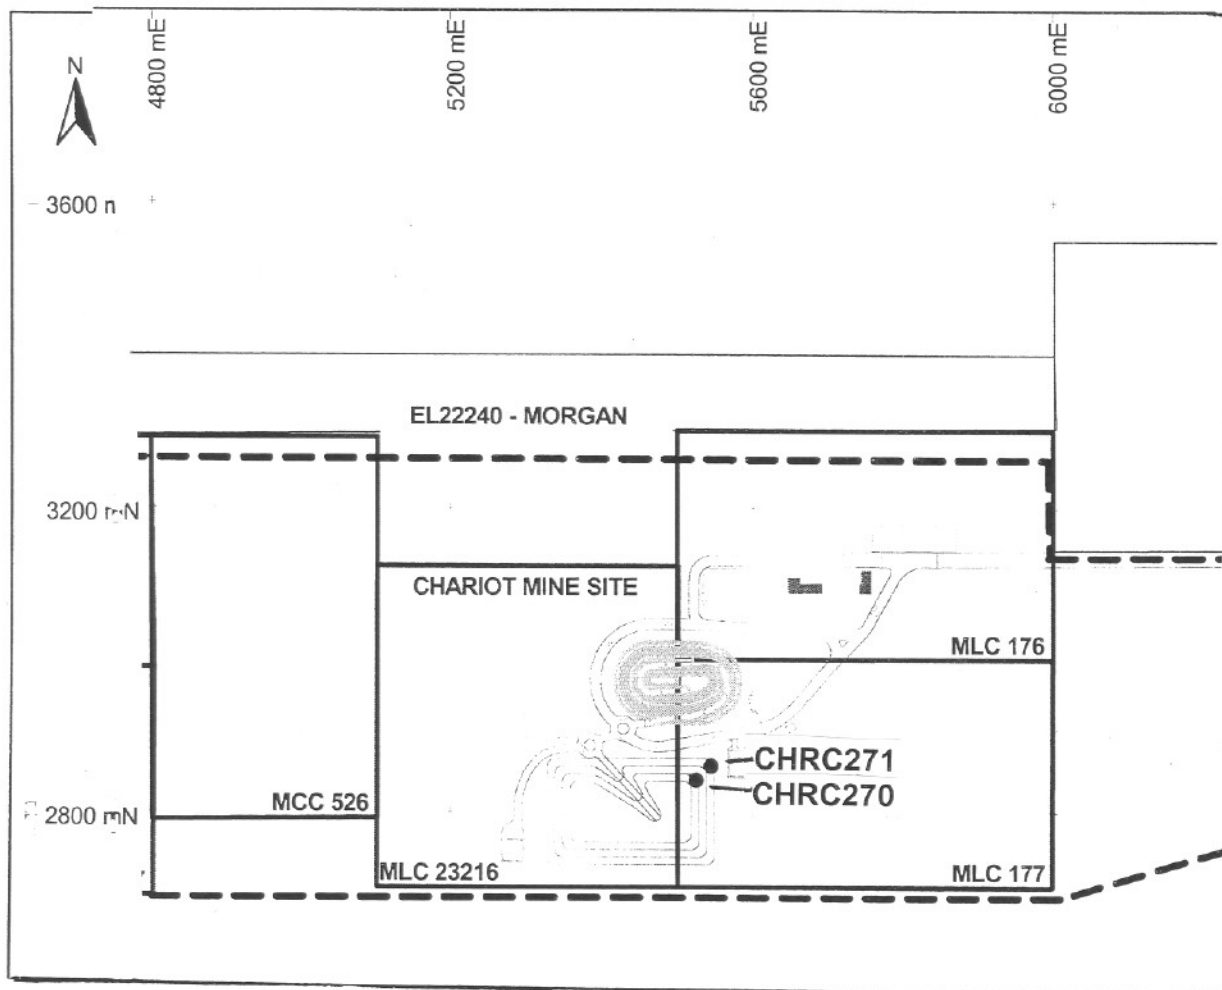 4800 mE
5200 mE
5600 mE
6000 mE
N
3600 n
EL22240 - MORGAN
3200 mN
CHARIOT MINE SITE
MLC 176
CHRC271
CHRC270
MCC 526
2800 mN
MLC 23216
MLC 177